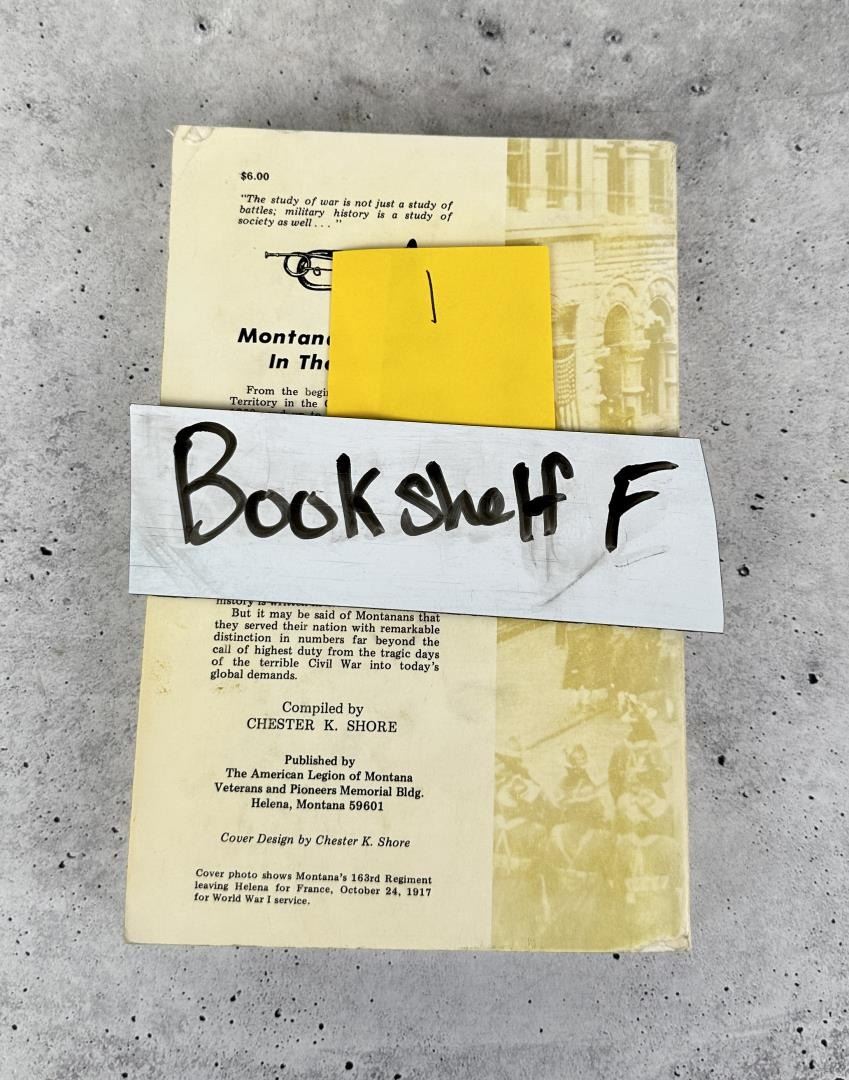 $6.00
"The study of war is not just a study of
battles; military history is a study of
society as well . . . "
1
In The
From the
Territory in the
Bookshelf F
history is written
But it may be said of Montanans that
they served their nation with remarkable
distinction in numbers far beyond the
call of highest duty from the tragic days
of the terrible Civil War into today's
global demands.
Compiled by
CHESTER K. SHORE
Published by
The American Legion of Montana
Veterans and Pioneers Memorial Bldg.
Helena, Montana 59601
Cover Design by Chester K. Shore
Cover photo shows Montana's 163rd Regiment
leaving Helena for France, October 24, 1917
for World War I service.